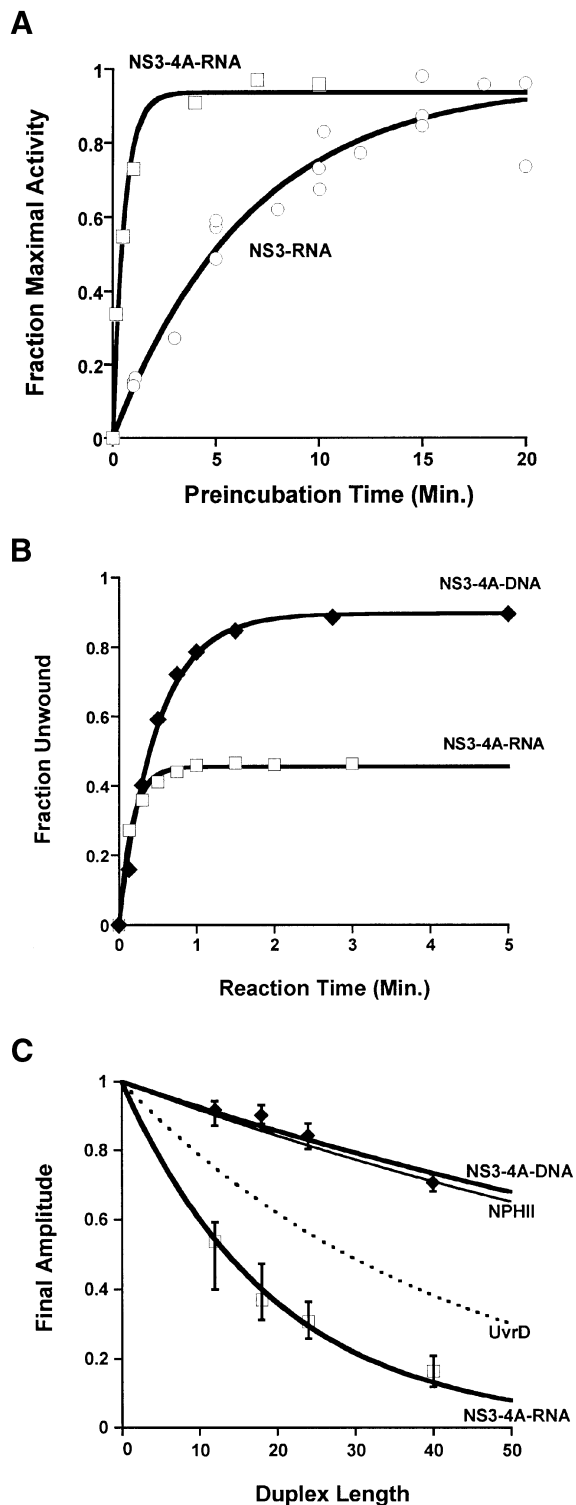 A
NS3-4A-RNA
1
0.8
0.6
0.4
0.2
0
NS3-RNA
Fraction Maximal Activity
0 5 10 15 20
Preincubation Time (Min.)
B
1
0.8
0.6
0.4
0.2
0
NS3-4A-DNA
NS3-4A-RNA
Fraction Unwound
0 1 2 3 4 5
Reaction Time (Min.)
C
1
0.8
0.6
0.4
0.2
0
NS3-4A-DNA
NPHII
UvrD
NS3-4A-RNA
Final Amplitude
0 10 20 30 40 50
Duplex Length